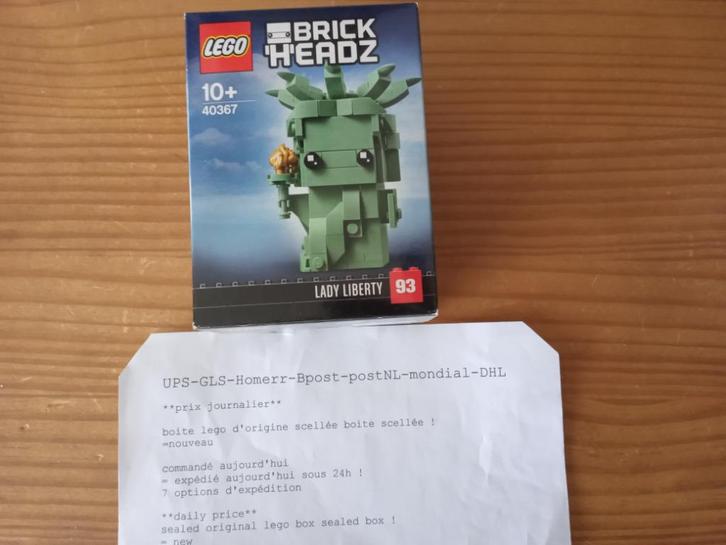 LEGO
BRICK
HEADZ
10+
40367
LADY LIBERTY 93
UPS-GLS-Homerr-Bpost-postNL-mondial-DHL
**prix journalier**
boite lego d'origine scellée boite scellée !
=nouveau
commandé aujourd'hui
= expédié aujourd'hui sous 24h !
7 options d'expédition
**daily price**
sealed original lego box sealed box !
= new